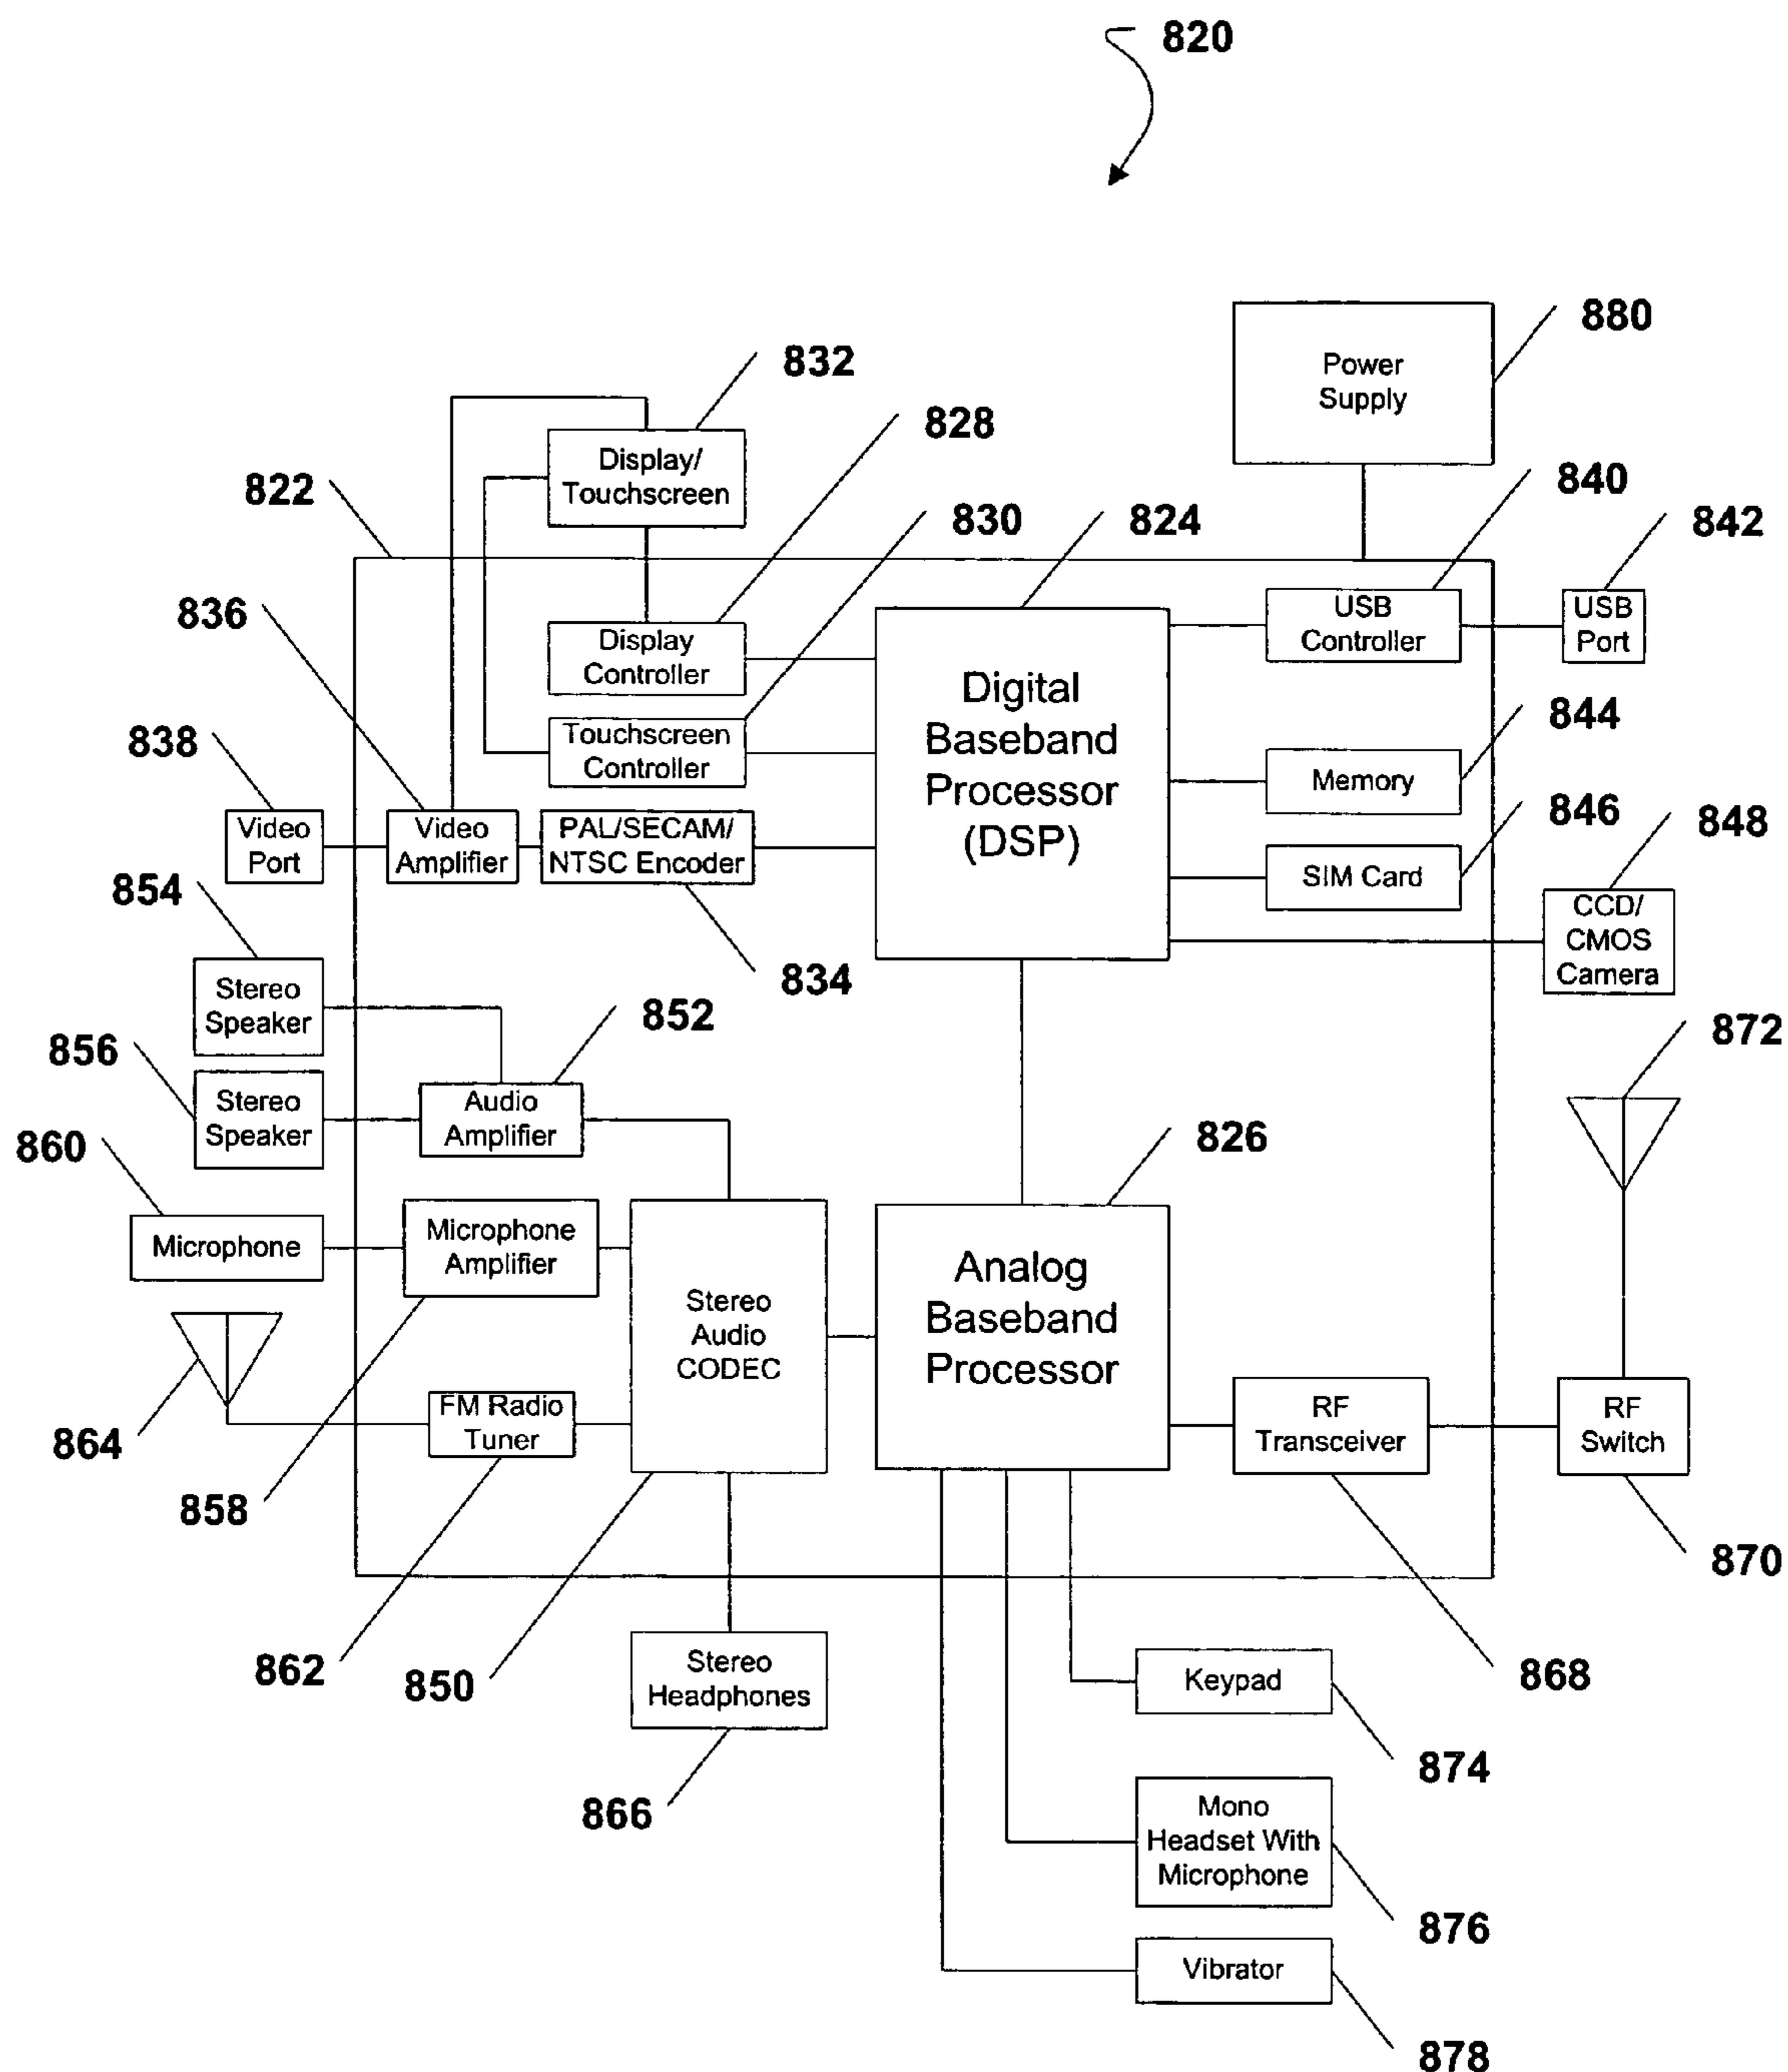 820
880
Power
Supply
832
828
Display/
Touchscreen
822
840
830
824
842
836
USB
Controller
USB
Port
Display
Controller
Digital
Baseband
Processor
(DSP)
838
844
Touchscreen
Controller
Memory
846
848
Video
Port
Video
Amplifier
PAL/SECAM/
NTSC Encoder
SIM Card
854
CCD/
CMOS
Camera
834
Stereo
Speaker
852
872
856
Stereo
Speaker
Audio
Amplifier
826
860
Microphone
Microphone
Amplifier
Stereo
Audio
CODEC
Analog
Baseband
Processor
864
FM Radio
Tuner
RF
Transceiver
RF
Switch
858
870
862
850
Stereo
Headphones
Keypad
868
866
874
Mono
Headset With
Microphone
876
Vibrator
878